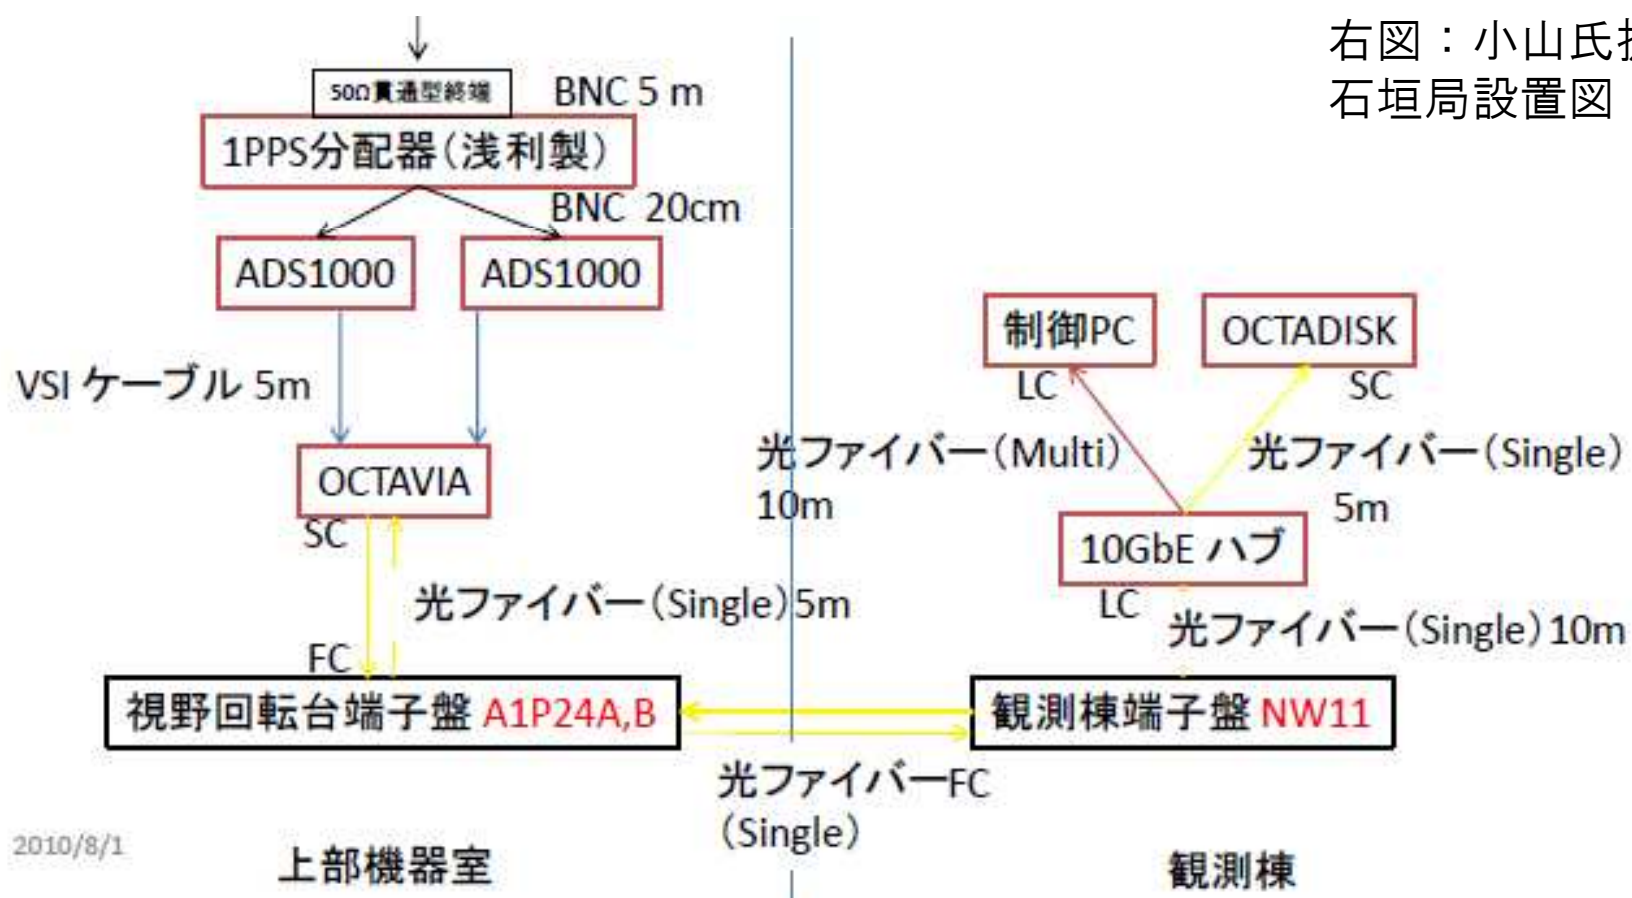 右図：小山氏
石垣局設置図
50Ω貫通型終端
BNC 5 m
1PPS分配器（浅利製）
BNC 20cm
ADS1000
ADS1000
制御PC
OCTADISK
LC
SC
VSI ケーブル 5m
光ファイバー（Multi）
10m
光ファイバー（Single）
5m
OCTAVIA
SC
10GbE ハブ
LC
光ファイバー（Single）5m
光ファイバー（Single）10m
FC
視野回転台端子盤 A1P24A,B
観測棟端子盤 NW11
光ファイバーFC
（Single）
2010/8/1
上部機器室
観測棟